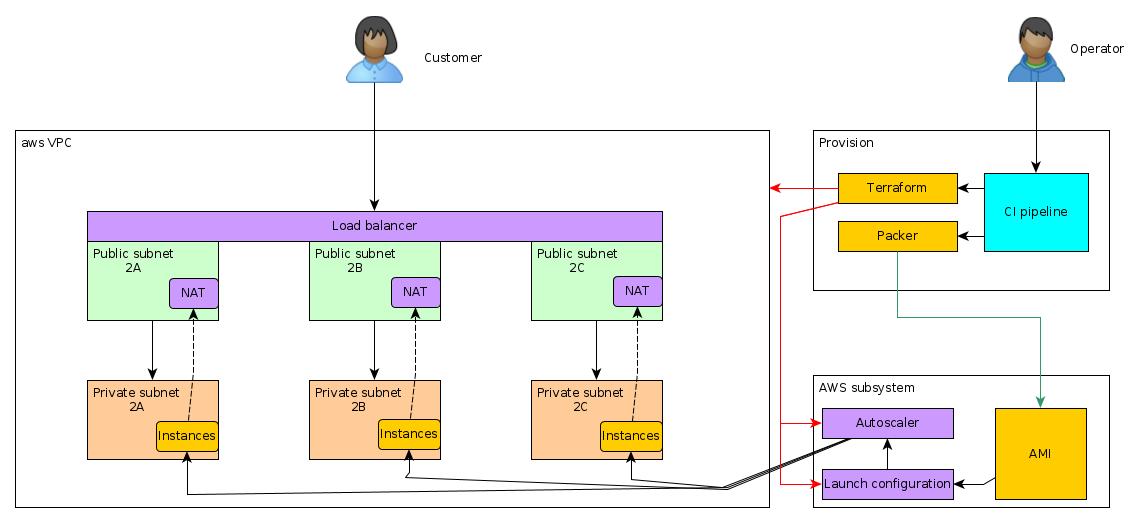 Customer
Operator
aws VPC
Provision
Terraform
CI pipeline
Load balancer
Packer
Public subnet
2A
NAT
Public subnet
2B
NAT
Public subnet
2C
NAT
Private subnet
2A
Instances
Private subnet
2B
Instances
Private subnet
2C
Instances
AWS subsystem
Autoscaler
AMI
Launch configuration